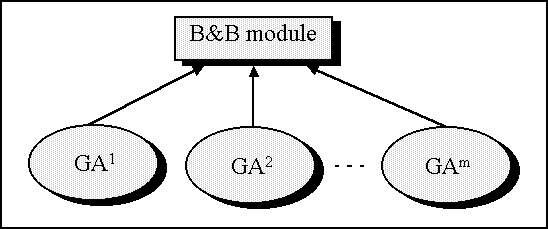 B&B module
GA¹
GA²
- - -
GAᵐ